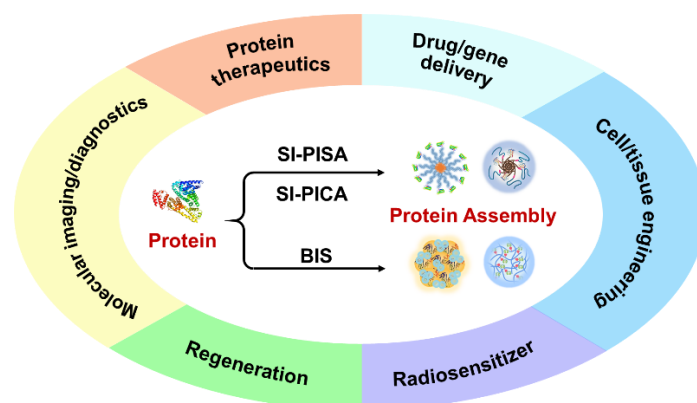 Protein
therapeutics
Drug/gene
delivery
Molecular imaging/diagnostics
Cell/tissue engineering
SI-PISA
SI-PICA
Protein
Protein Assembly
BIS
Regeneration
Radiosensitizer